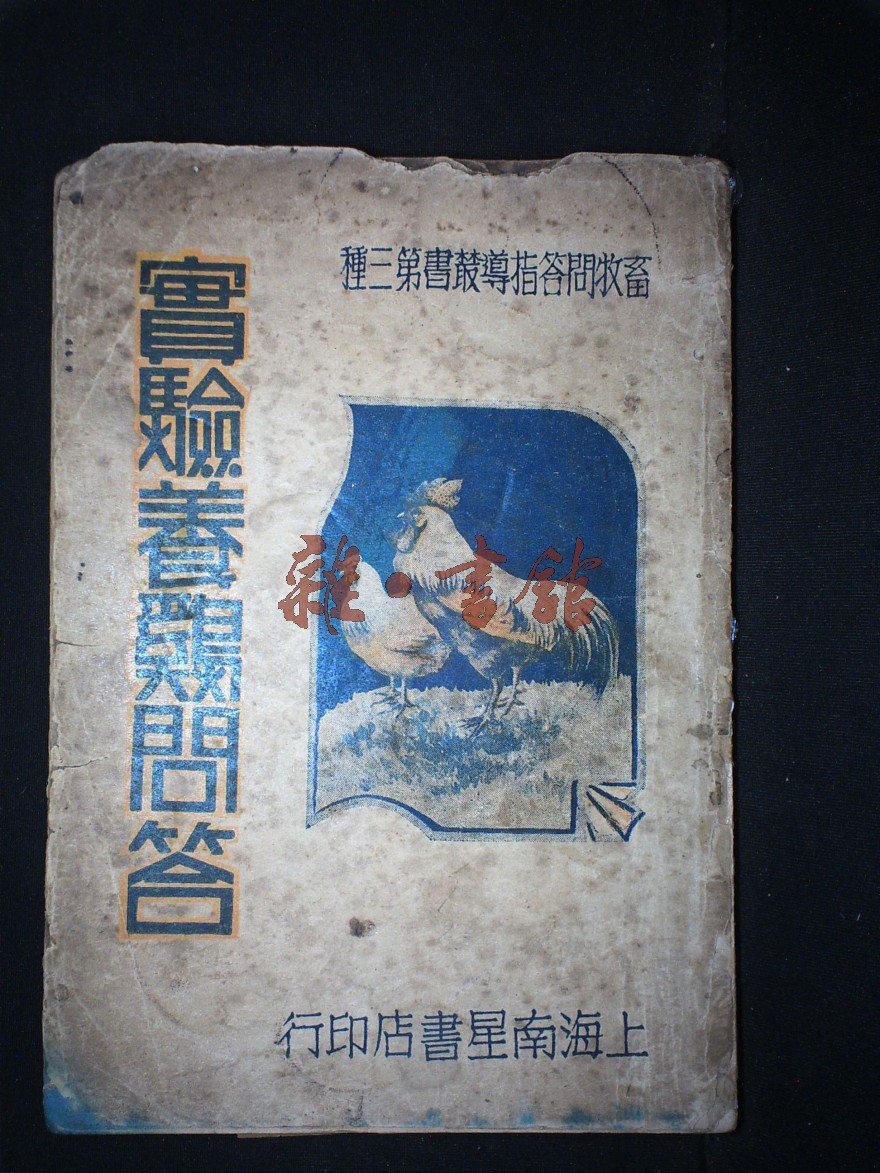 畜牧問答指導叢書第三種
實驗養鷄問答
雜·書館
上海南星書店印行